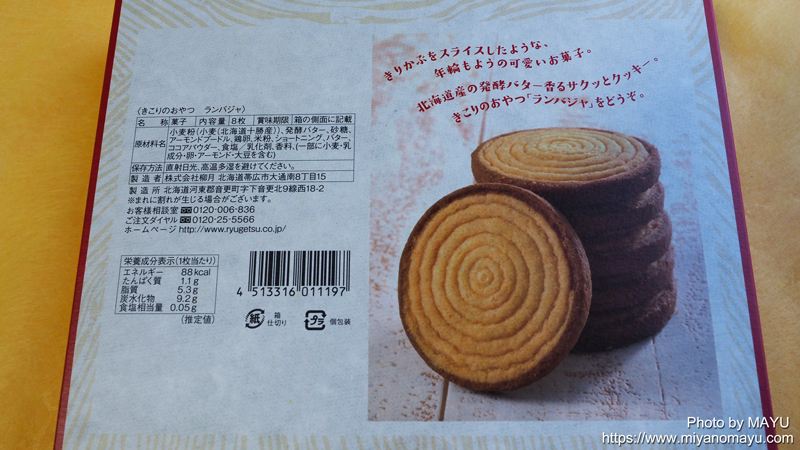 〈きこりのおやつ ランバジャ〉
名称 菓子 内容量 8枚 賞味期限 箱の側面に記載
原材料名 小麦粉(小麦(北海道十勝産))、発酵バター、砂糖、
アーモンドプードル、鶏卵、米粉、ショートニング、バター、
ココアパウダー、食塩／乳化剤、香料、(一部に小麦・乳
成分・卵・アーモンド・大豆を含む)
保存方法 直射日光、高温多湿を避けてください。
製造者 株式会社柳月 北海道帯広市大通南8丁目15
製造所 北海道河東郡音更町字下音更北9線西18-2
※まれに割れが生じる場合がございます。
お客様相談室 0120-006-836
ご注文ダイヤル 0120-25-5566
ホームページ http://www.ryugetsu.co.jp/
栄養成分表示(1枚当たり)
エネルギー 88kcal
たんぱく質 1.1g
脂質 5.3g
炭水化物 9.2g
食塩相当量 0.05g
(推定値)
4 513316 011197
紙 箱 仕切り
プラ 個包装
きりかぶをスライスしたような、
年輪もようの可愛いお菓子。
北海道産の発酵バター香るサクッとクッキー。
きこりのおやつ「ランバジャ」をどうぞ。
Photo by MAYU
https://www.miyanomayu.com/